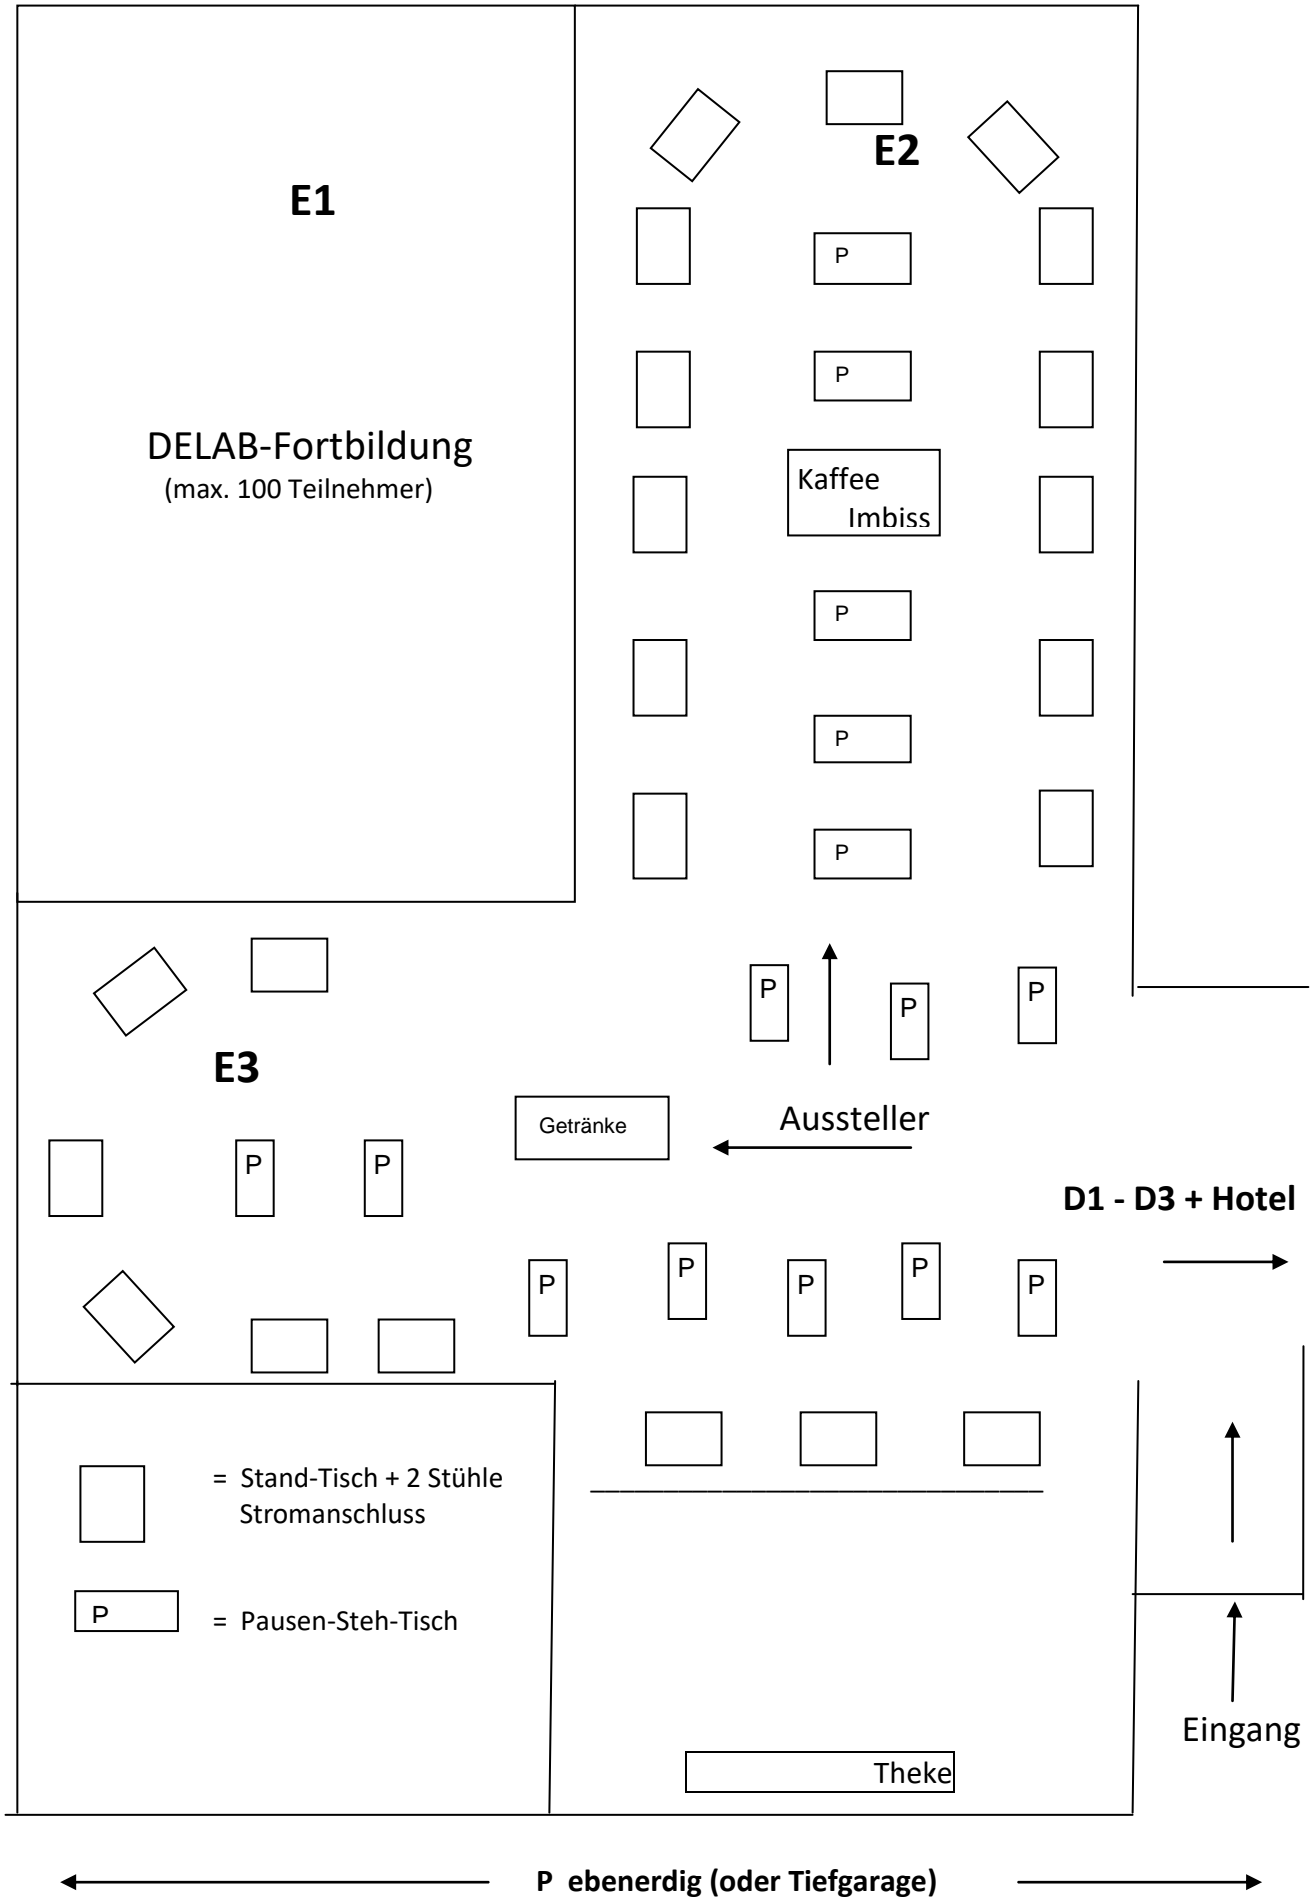 E1
E2
P
P
DELAB-Fortbildung
(max. 100 Teilnehmer)
Kaffee
Imbiss
P
P
P
P
P
P
E3
Getränke
Aussteller
P
P
D1 - D3 + Hotel
P
P
P
P
P
= Stand-Tisch + 2 Stühle
Stromanschluss
P
= Pausen-Steh-Tisch
Eingang
Theke
P ebenerdig (oder Tiefgarage)